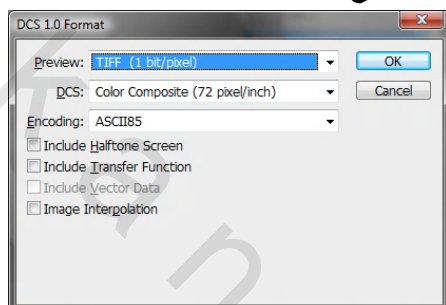 DCS 1.0 Format
Preview: TIFF (1 bit/pixel) OK
DCS: Color Composite (72 pixel/inch) Cancel
Encoding: ASCII85
Include Halftone Screen
Include Transfer Function
Include Vector Data
Image Interpolation